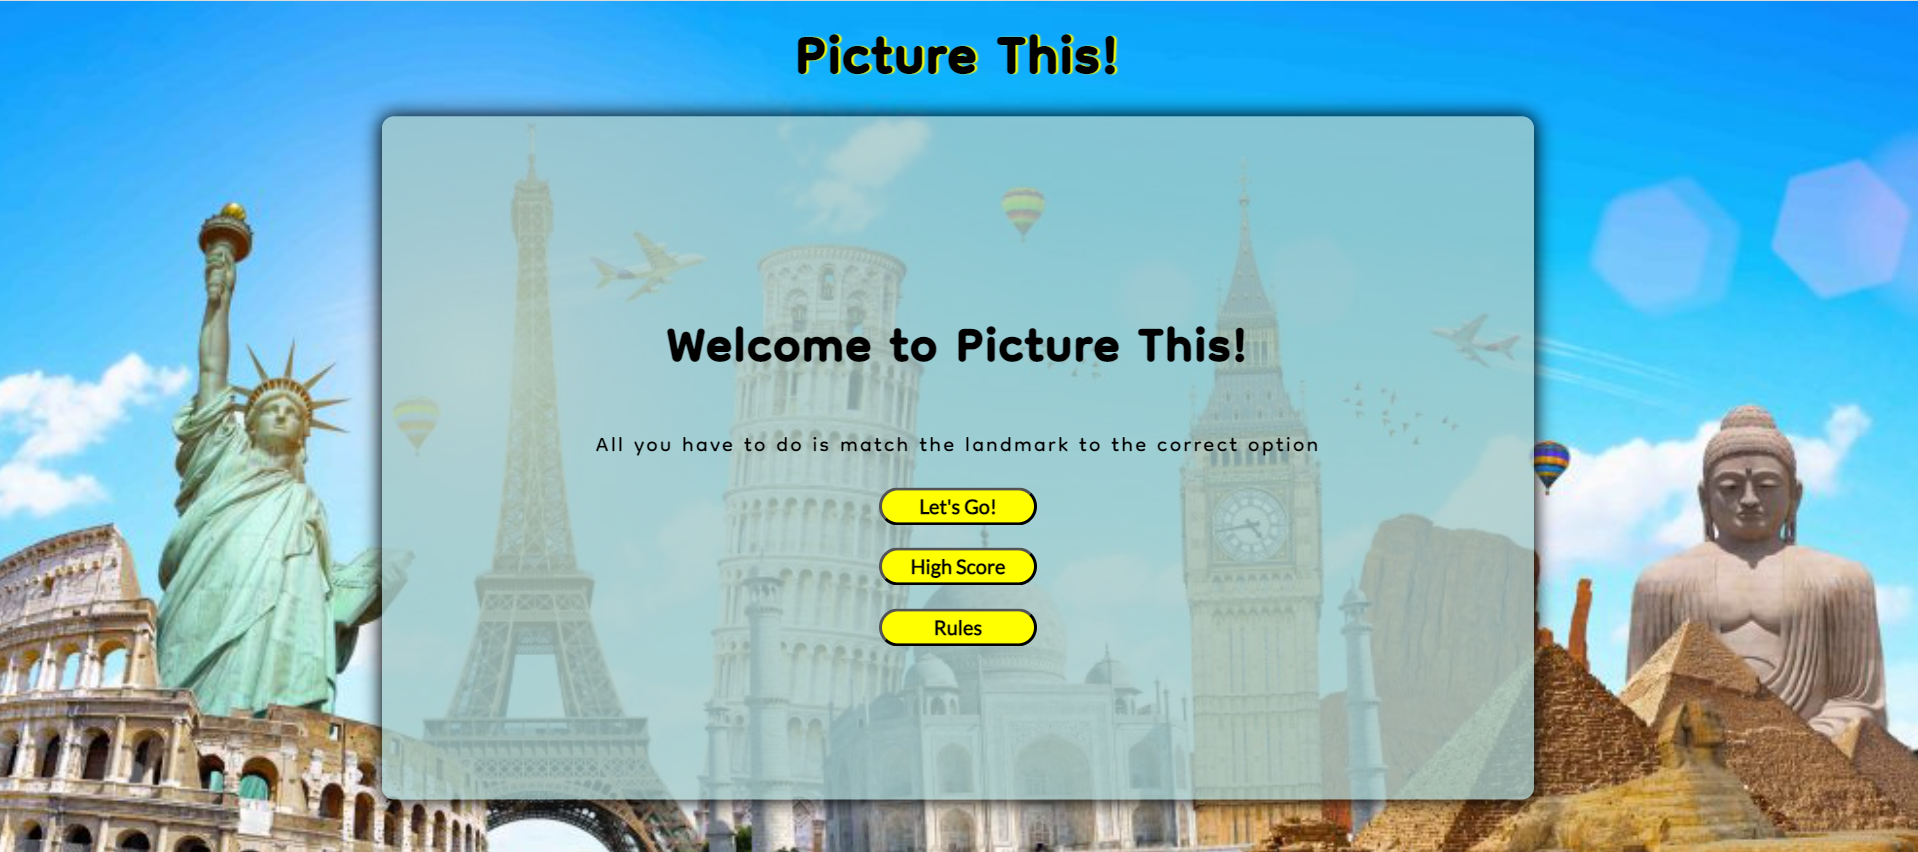 Picture This!
Welcome to Picture This!
All you have to do is match the landmark to the correct option
Let's Go!
High Score
Rules